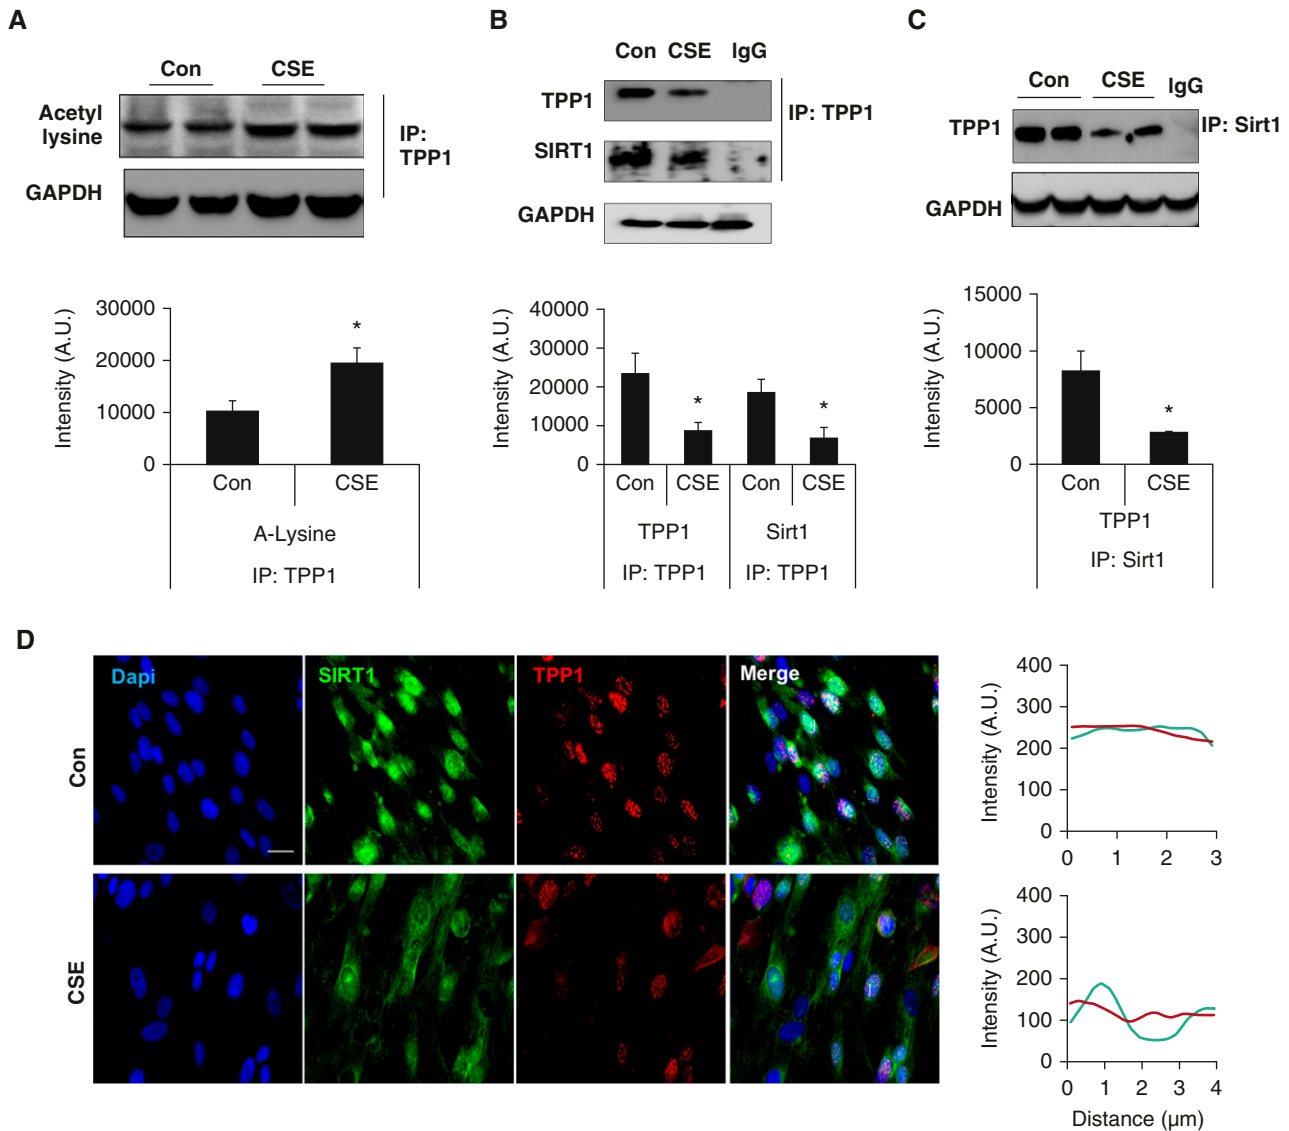 A
Con CSE
Acetyl
lysine
GAPDH
IP:
TPP1
30000
20000
10000
0
Intensity (A.U.)
*
Con CSE
A-Lysine
IP: TPP1
B
Con CSE IgG
TPP1
SIRT1
GAPDH
IP: TPP1
40000
30000
20000
10000
0
Intensity (A.U.)
* *
Con CSE Con CSE
TPP1 Sirt1
IP: TPP1 IP: TPP1
C
Con CSE IgG
TPP1
IP: Sirt1
GAPDH
15000
10000
5000
0
Intensity (A.U.)
*
Con CSE
TPP1
IP: Sirt1
D
Dapi SIRT1 TPP1 Merge
Con
CSE
400
300
200
100
0
Intensity (A.U.)
0 1 2 3
400
300
200
100
0
Intensity (A.U.)
0 1 2 3 4
Distance (µm)